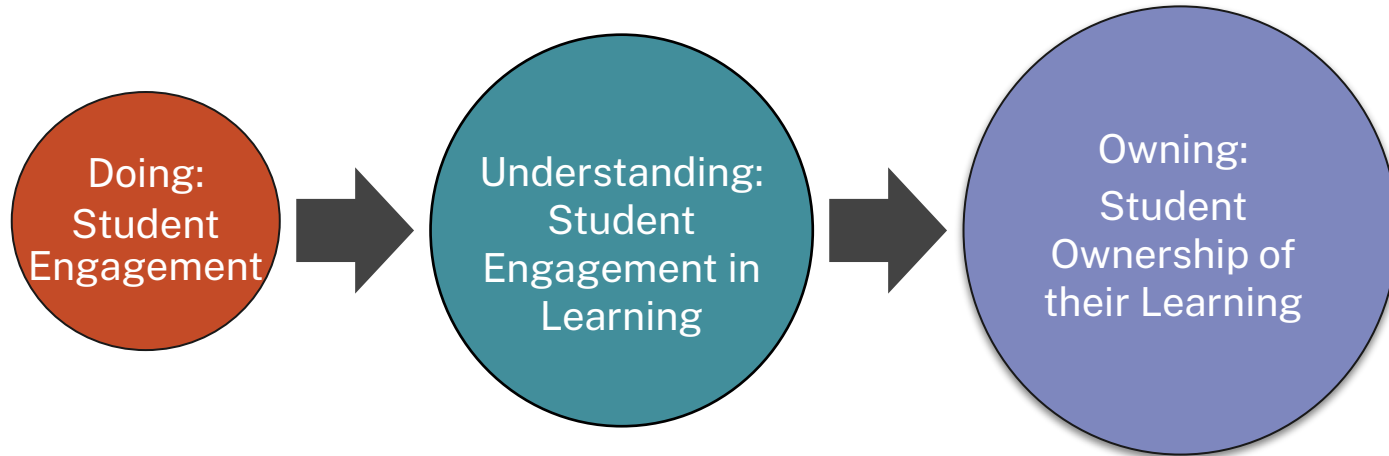 Doing:
Student
Engagement
Understanding:
Student
Engagement in
Learning
Owning:
Student
Ownership of
their Learning